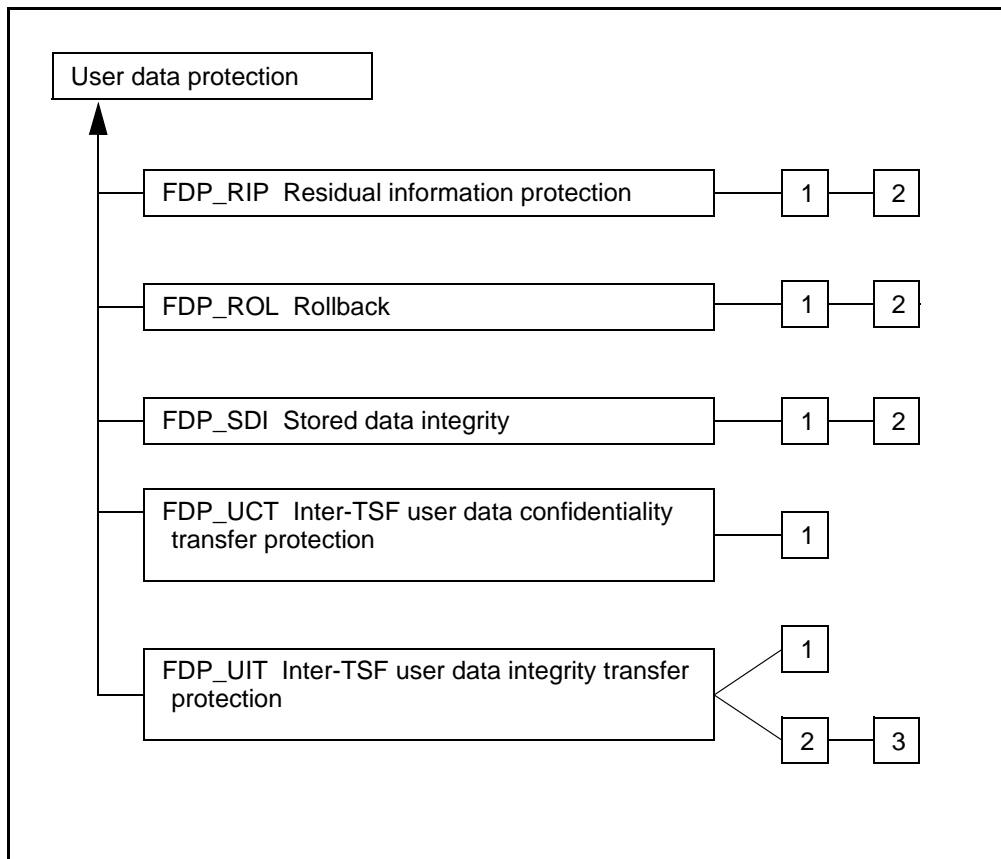 User data protection
FDP_RIP Residual information protection 1 2
FDP_ROL Rollback 1 2
FDP_SDI Stored data integrity 1 2
FDP_UCT Inter-TSF user data confidentiality
transfer protection
1
FDP_UIT Inter-TSF user data integrity transfer
protection
1
2 3